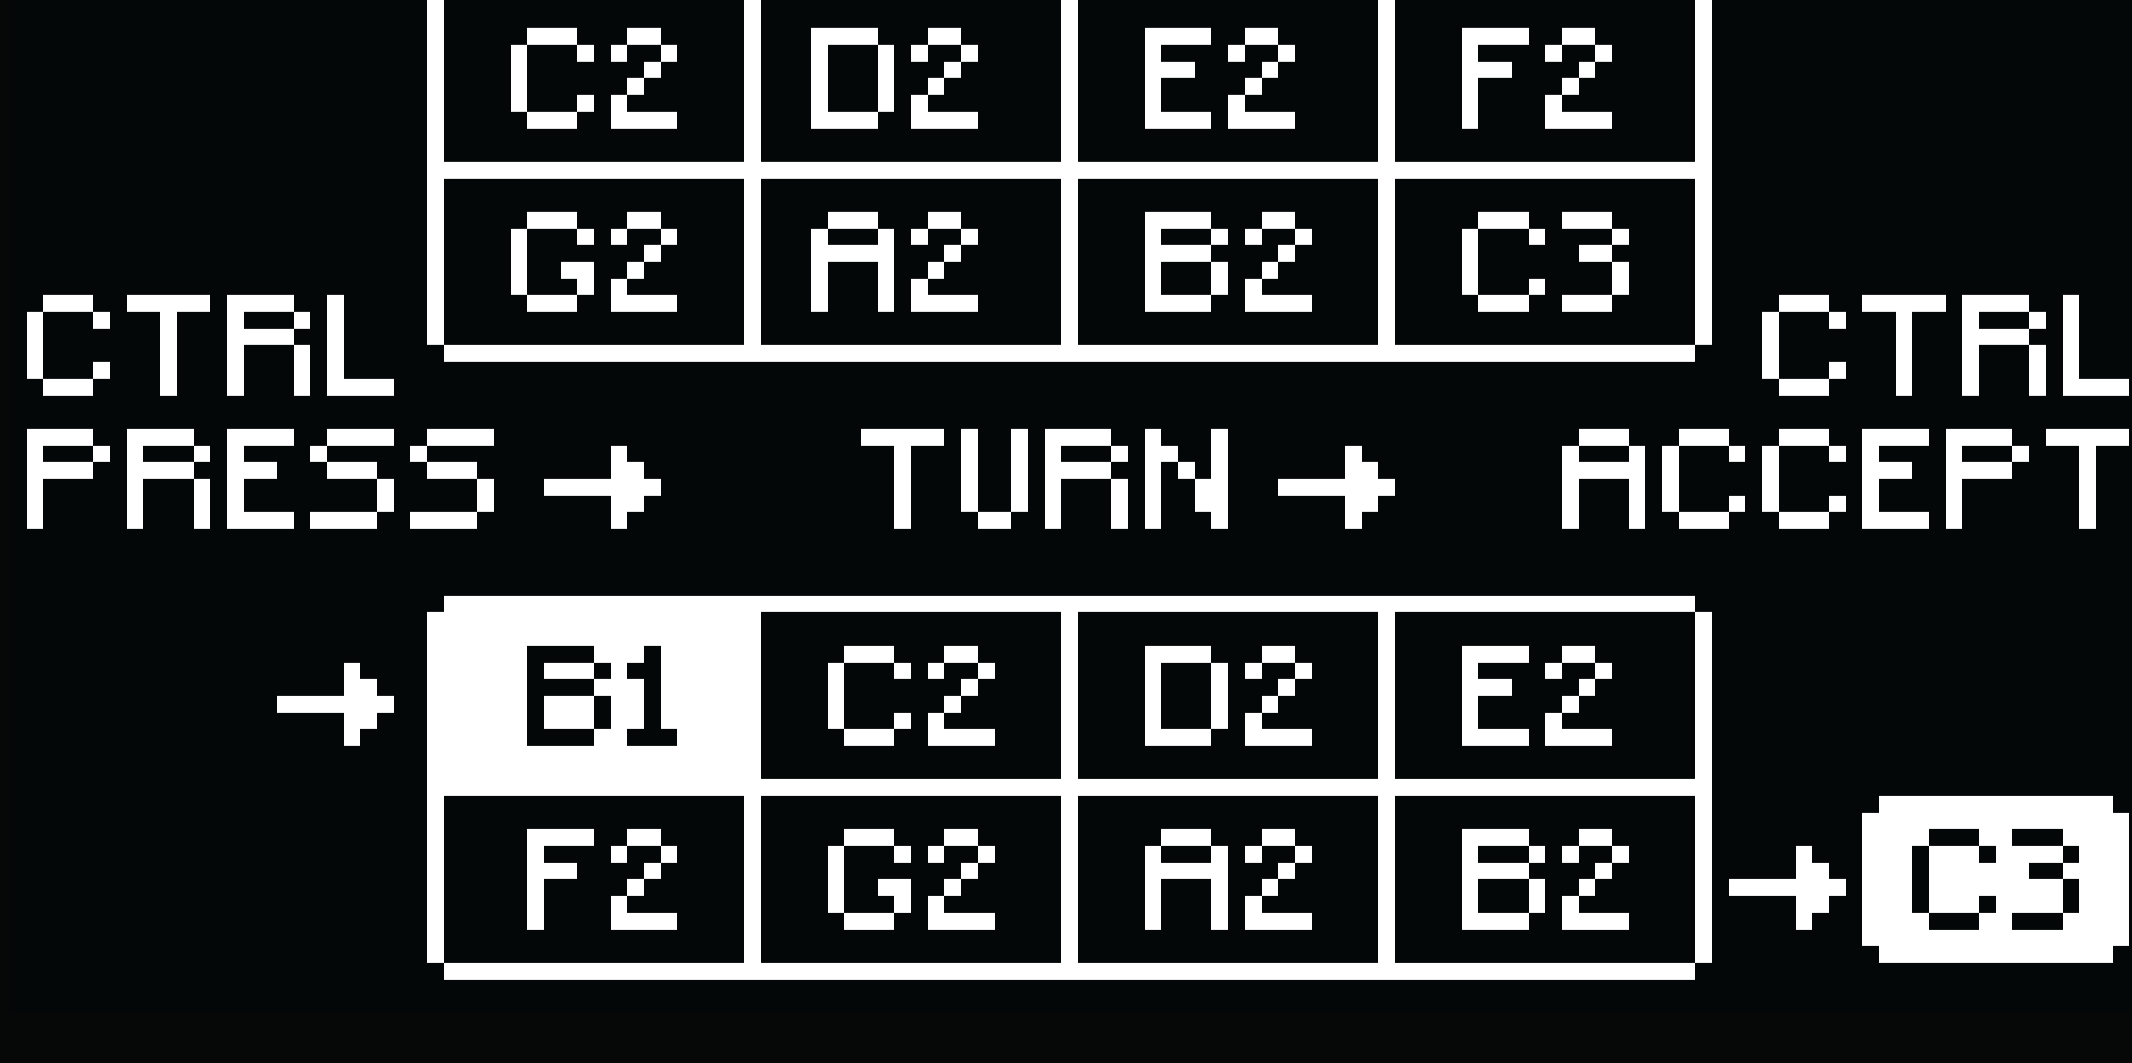 C2 D2 E2 F2
G2 A2 B2 C3
CTRL CTRL
PRESS → TURN → ACCEPT
→ B1 C2 D2 E2
F2 G2 A2 B2 → C3